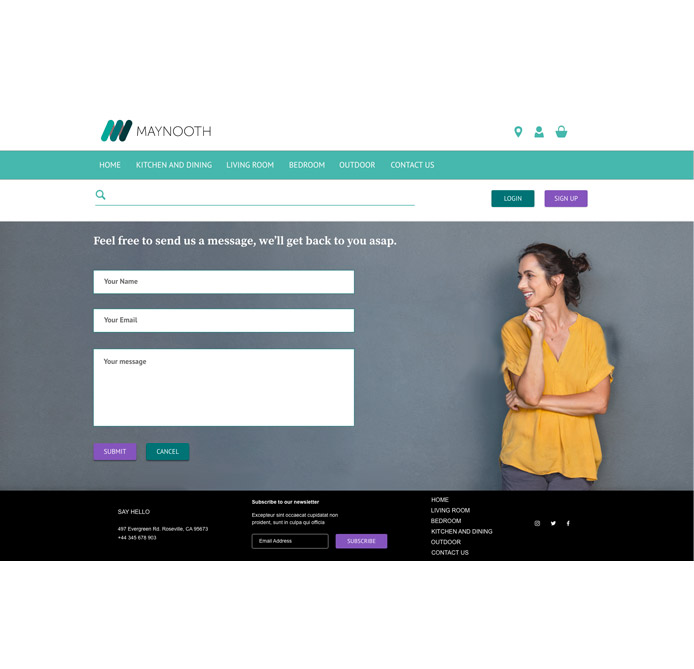 MAYNOOTH
HOME KITCHEN AND DINING LIVING ROOM BEDROOM OUTDOOR CONTACT US
LOGIN SIGN UP
Feel free to send us a message, we'll get back to you asap.
Your Name
Your Email
Your message
SUBMIT CANCEL
SAY HELLO
497 Evergreen Rd. Roseville, CA 95673
+44 345 678 903
Subscribe to our newsletter
Excepteur sint occaecat cupidatat non
proident, sunt in culpa qui officia
Email Address SUBSCRIBE
HOME
LIVING ROOM
BEDROOM
KITCHEN AND DINING
OUTDOOR
CONTACT US